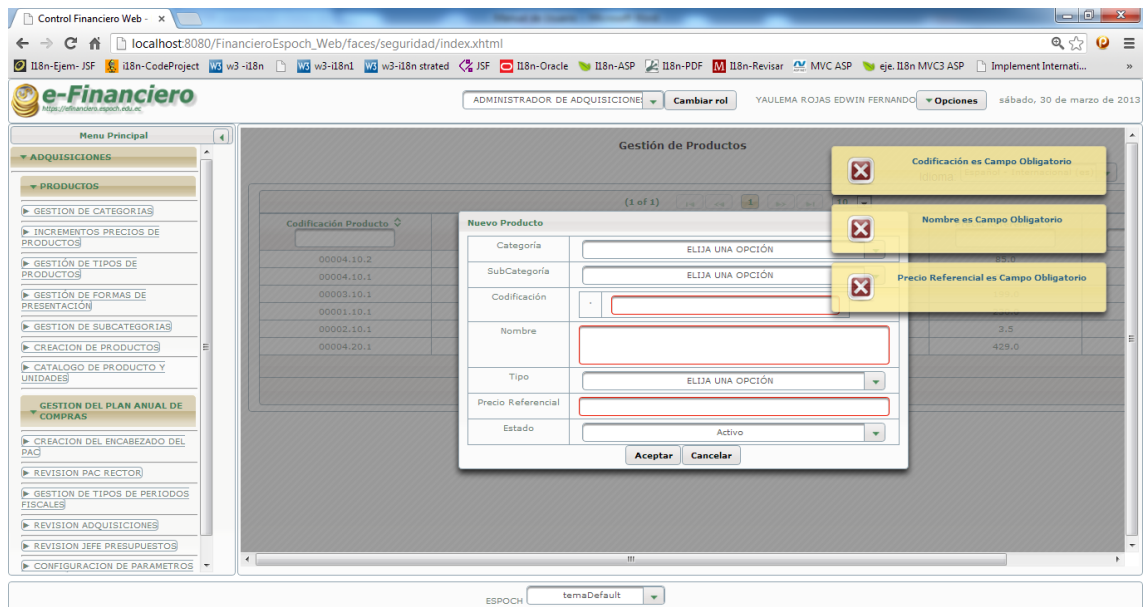 Control Financiero Web -
localhost:8080/FinancieroEspoch_Web/faces/seguridad/index.xhtml
I18n-Ejem- JSF i18n-CodeProject w3 -i18n w3-i18n1 w3-i18n strated JSF I18n-Oracle I18n-ASP I18n-PDF I18n-Revisar MVC ASP eje. I18n MVC3 ASP Implement Internati... »
e-Financiero
https://efinanciero.espoch.edu.ec
ADMINISTRADOR DE ADQUISICIONE Cambiar rol YAULEMA ROJAS EDWIN FERNANDO Opciones sábado, 30 de marzo de 2013
Menu Principal
ADQUISICIONES
PRODUCTOS
GESTION DE CATEGORIAS
INCREMENTOS PRECIOS DE
PRODUCTOS
GESTIÓN DE TIPOS DE
PRODUCTOS
GESTIÓN DE FORMAS DE
PRESENTACIÓN
GESTION DE SUBCATEGORIAS
CREACION DE PRODUCTOS
CATALOGO DE PRODUCTO Y
UNIDADES
GESTION DEL PLAN ANUAL DE
COMPRAS
CREACION DEL ENCABEZADO DEL
PAC
REVISION PAC RECTOR
GESTION DE TIPOS DE PERIODOS
FISCALES
REVISION ADQUISICIONES
REVISION JEFE PRESUPUESTOS
CONFIGURACION DE PARAMETROS
Gestión de Productos
Idioma:
(1 of 1) 1 10
Codificación Producto
00004.10.2 85.0
00004.10.1
00003.10.1
00001.10.1
00002.10.1 3.5
00004.20.1 429.0
Nuevo Producto
Categoría ELIJA UNA OPCIÓN
SubCategoría ELIJA UNA OPCIÓN
Codificación .
Nombre
Tipo ELIJA UNA OPCIÓN
Precio Referencial
Estado Activo
Aceptar Cancelar
Codificación es Campo Obligatorio
Nombre es Campo Obligatorio
Precio Referencial es Campo Obligatorio
ESPOCH temaDefault